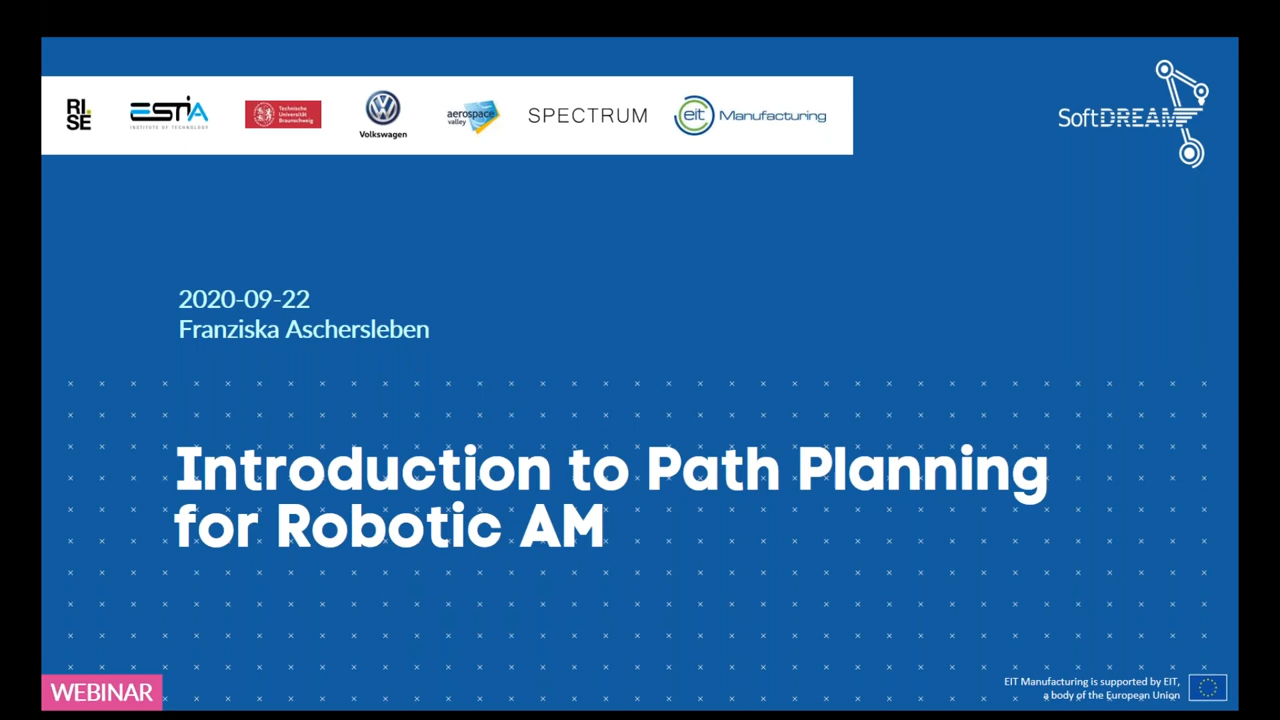 RI.
SE
ESTIA
INSTITUTE OF TECHNOLOGY
Technische
Universität
Braunschweig
Volkswagen
aerospace
valley
SPECTRUM
eit Manufacturing
SoftDREAM
2020-09-22
Franziska Aschersleben
Introduction to Path Planning
for Robotic AM
WEBINAR
EIT Manufacturing is supported by EIT,
a body of the European Union